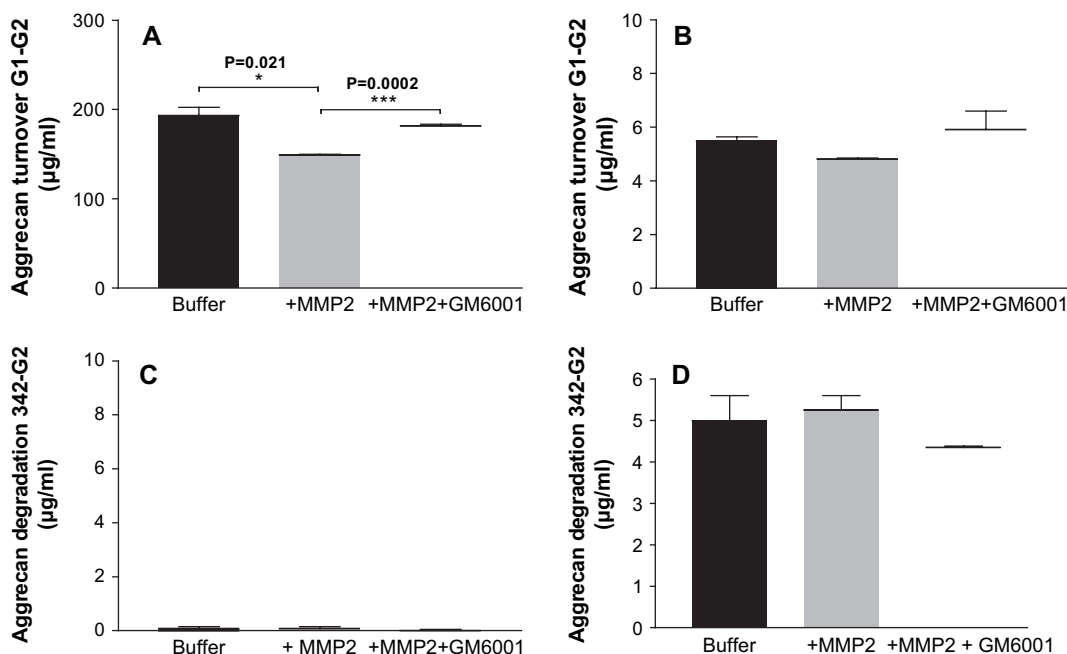 Aggrecan turnover G1-G2
(µg/ml)
300
200
100
0
A
P=0.021
*
P=0.0002
***
Buffer +MMP2 +MMP2+GM6001
Aggrecan turnover G1-G2
(µg/ml)
10
8
6
4
2
0
B
Buffer +MMP2 +MMP2+GM6001
Aggrecan degradation 342-G2
(µg/ml)
10
8
6
4
2
0
C
Buffer + MMP2 +MMP2+GM6001
Aggrecan degradation 342-G2
(µg/ml)
6
5
4
3
2
1
0
D
Buffer +MMP2 +MMP2 + GM6001